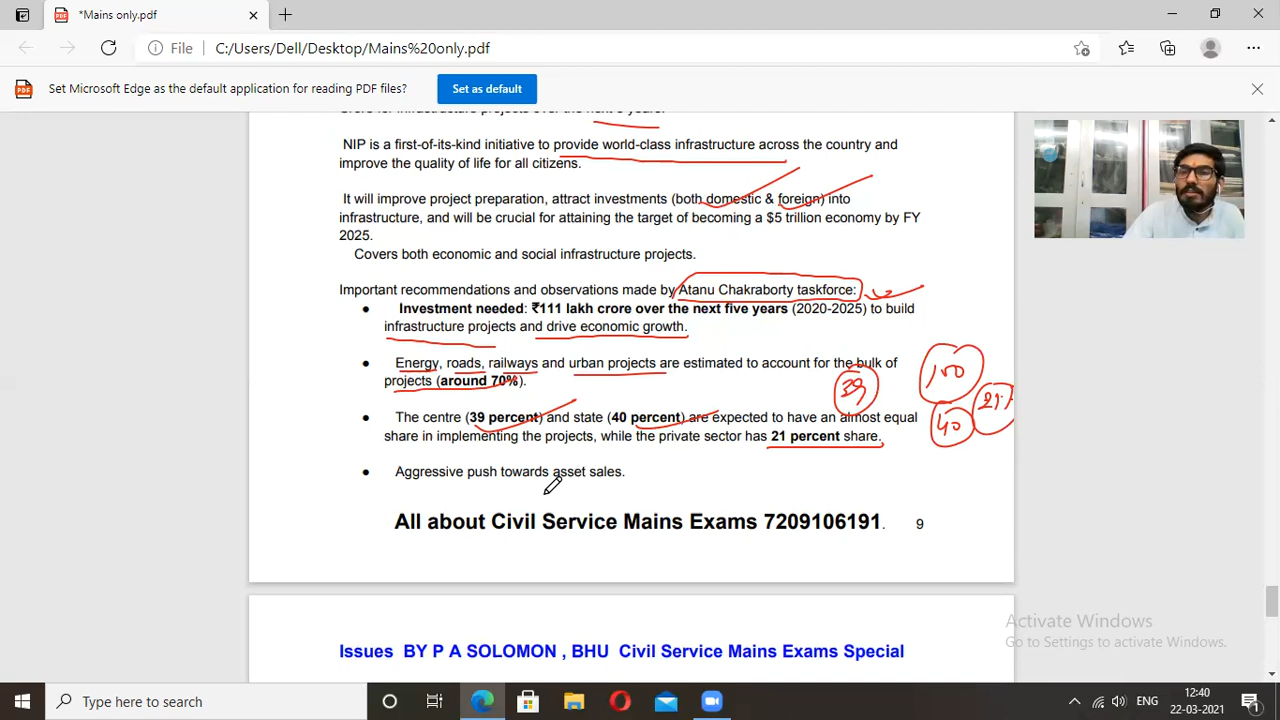 *Mains only.pdf
File C:/Users/Dell/Desktop/Mains%20only.pdf
Set Microsoft Edge as the default application for reading PDF files? Set as default
NIP is a first-of-its-kind initiative to provide world-class infrastructure across the country and
improve the quality of life for all citizens.
It will improve project preparation, attract investments (both domestic & foreign) into
infrastructure, and will be crucial for attaining the target of becoming a $5 trillion economy by FY
2025.
Covers both economic and social infrastructure projects.
Important recommendations and observations made by Atanu Chakraborty taskforce:
● Investment needed: ₹111 lakh crore over the next five years (2020-2025) to build
infrastructure projects and drive economic growth.
● Energy, roads, railways and urban projects are estimated to account for the bulk of
projects (around 70%).
39 100
40 21%
● The centre (39 percent) and state (40 percent) are expected to have an almost equal
share in implementing the projects, while the private sector has 21 percent share.
● Aggressive push towards asset sales.
All about Civil Service Mains Exams 7209106191. 9
Issues BY P A SOLOMON , BHU Civil Service Mains Exams Special
Activate Windows
Go to Settings to activate Windows.
Type here to search
ENG
12:40
22-03-2021